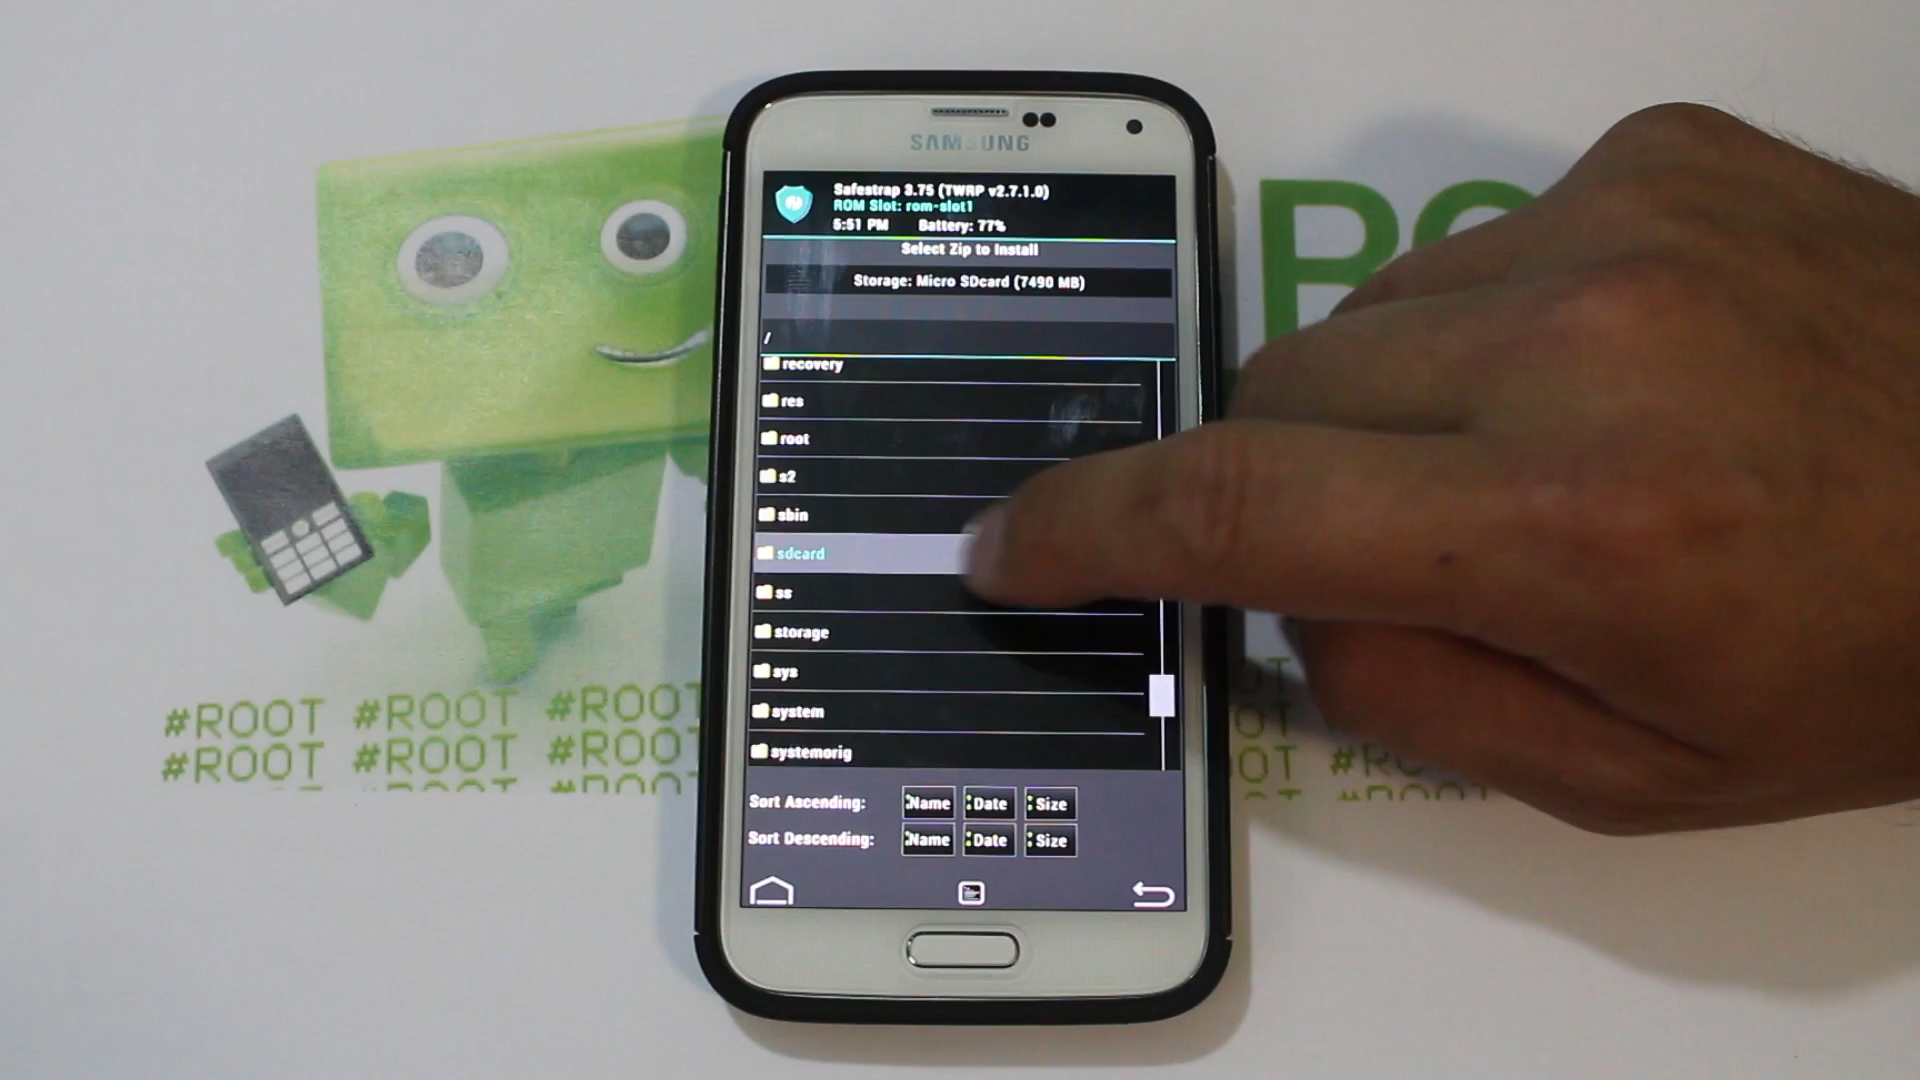 SAMSUNG
Safestrap 3.75 (TWRP v2.7.1.0)
ROM Slot: rom-slot1
5:51 PM Battery: 77%
Select Zip to Install
Storage: Micro SDcard (7490 MB)
/
recovery
res
root
s2
sbin
sdcard
ss
storage
sys
system
systemorig
Sort Ascending: Name Date Size
Sort Descending: Name Date Size
#ROOT #ROOT #ROO
#ROOT #ROOT #ROO